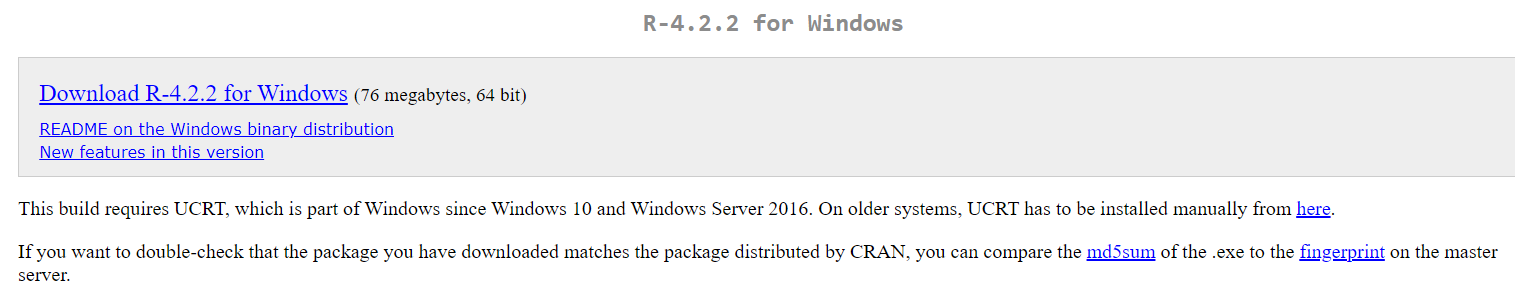 R-4.2.2 for Windows
Download R-4.2.2 for Windows (76 megabytes, 64 bit)
README on the Windows binary distribution
New features in this version
This build requires UCRT, which is part of Windows since Windows 10 and Windows Server 2016. On older systems, UCRT has to be installed manually from here.
If you want to double-check that the package you have downloaded matches the package distributed by CRAN, you can compare the md5sum of the .exe to the fingerprint on the master
server.